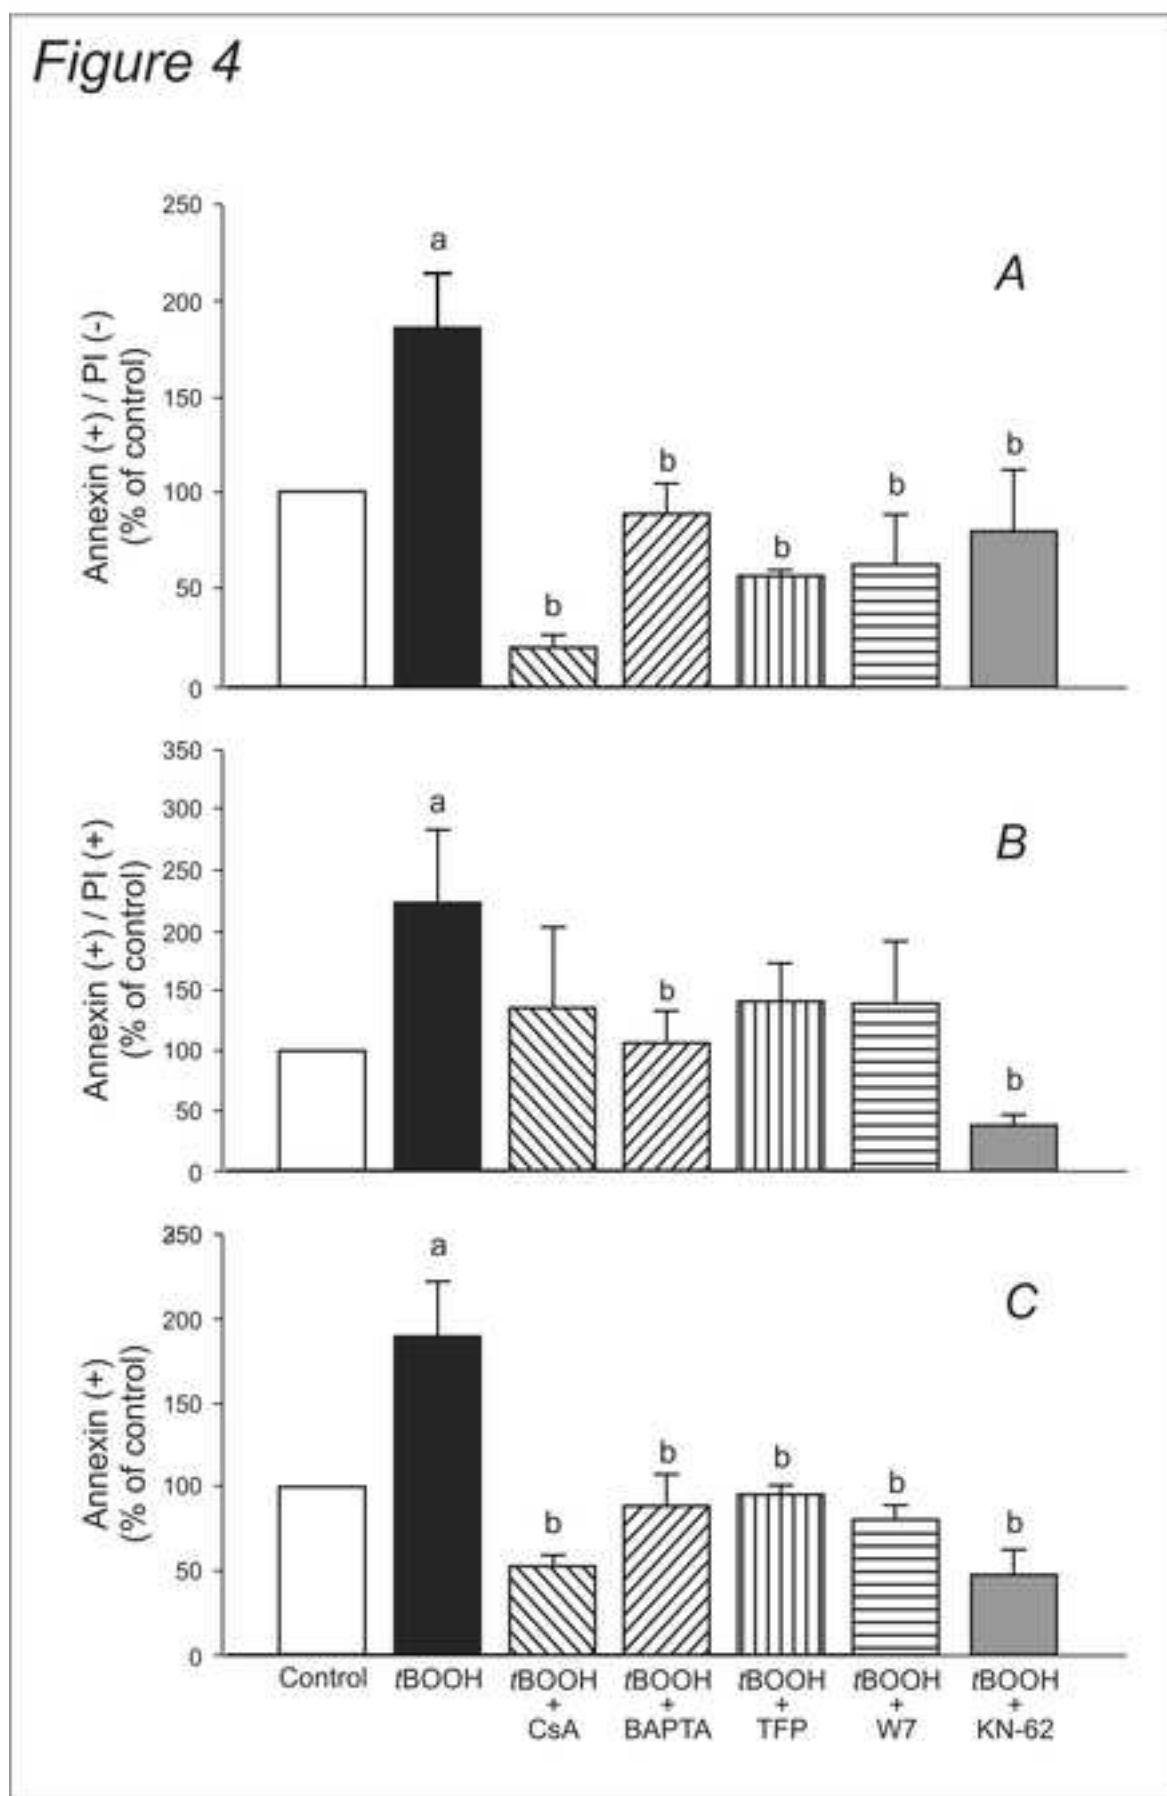 Figure 4
A
Annexin (+) / PI (-)
(% of control)
250
200
150
100
50
0
a
b
b
b
b
b
B
Annexin (+) / PI (+)
(% of control)
350
300
250
200
150
100
50
0
a
b
b
C
Annexin (+)
(% of control)
250
200
150
100
50
0
a
b
b
b
b
b
Control
tBOOH
tBOOH
+
CsA
tBOOH
+
BAPTA
tBOOH
+
TFP
tBOOH
+
W7
tBOOH
+
KN-62